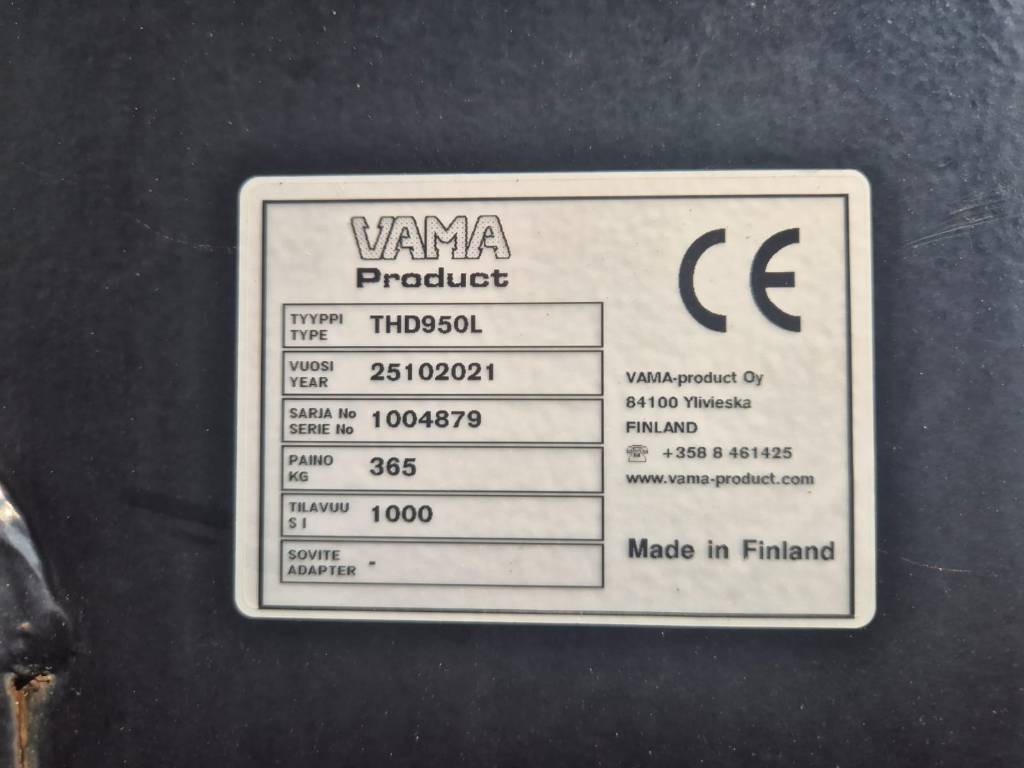 VAMA
Product
TYYPPI
TYPE
THD950L
VUOSI
YEAR
25102021
SARJA No
SERIE No
1004879
PAINO
KG
365
TILAVUU
S I
1000
SOVITE
ADAPTER
-
CE
VAMA-product Oy
84100 Ylivieska
FINLAND
☎ +358 8 461425
www.vama-product.com
Made in Finland